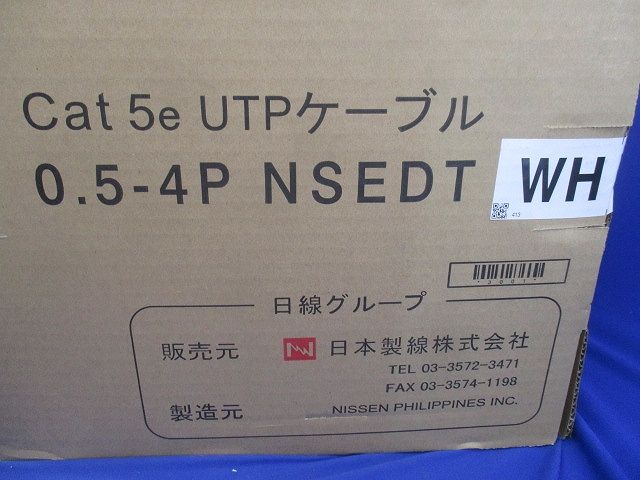 Cat 5e UTPケーブル
0.5-4P NSEDT WH
413
*3001*
日線グループ
販売元 日本製線株式会社
TEL 03-3572-3471
FAX 03-3574-1198
製造元 NISSEN PHILIPPINES INC.